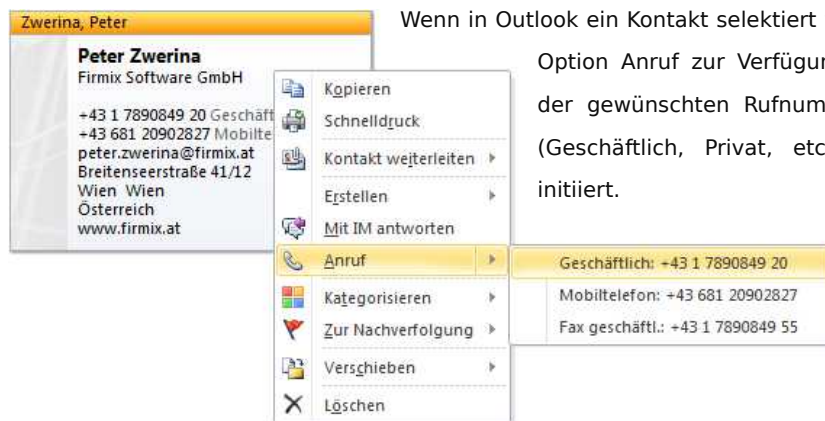 Zwerina, Peter
Wenn in Outlook ein Kontakt selektiert
Option Anruf zur
der gewünschten
(Geschäftlich, Privat,
initiiert.
Peter Zwerina
Firmix Software GmbH
+43 1 7890849 20 Geschäft
+43 681 20902827 Mobilte
peter.zwerina@firmix.at
Breitenseerstraße 41/12
Wien Wien
Österreich
www.firmix.at
Kopieren
Schnelldruck
Kontakt weiterleiten
Erstellen
Mit IM antworten
Anruf
Kategorisieren
Zur Nachverfolgung
Verschieben
Löschen
Geschäftlich: +43 1 7890849 20
Mobiltelefon: +43 681 20902827
Fax geschäftl.: +43 1 7890849 55